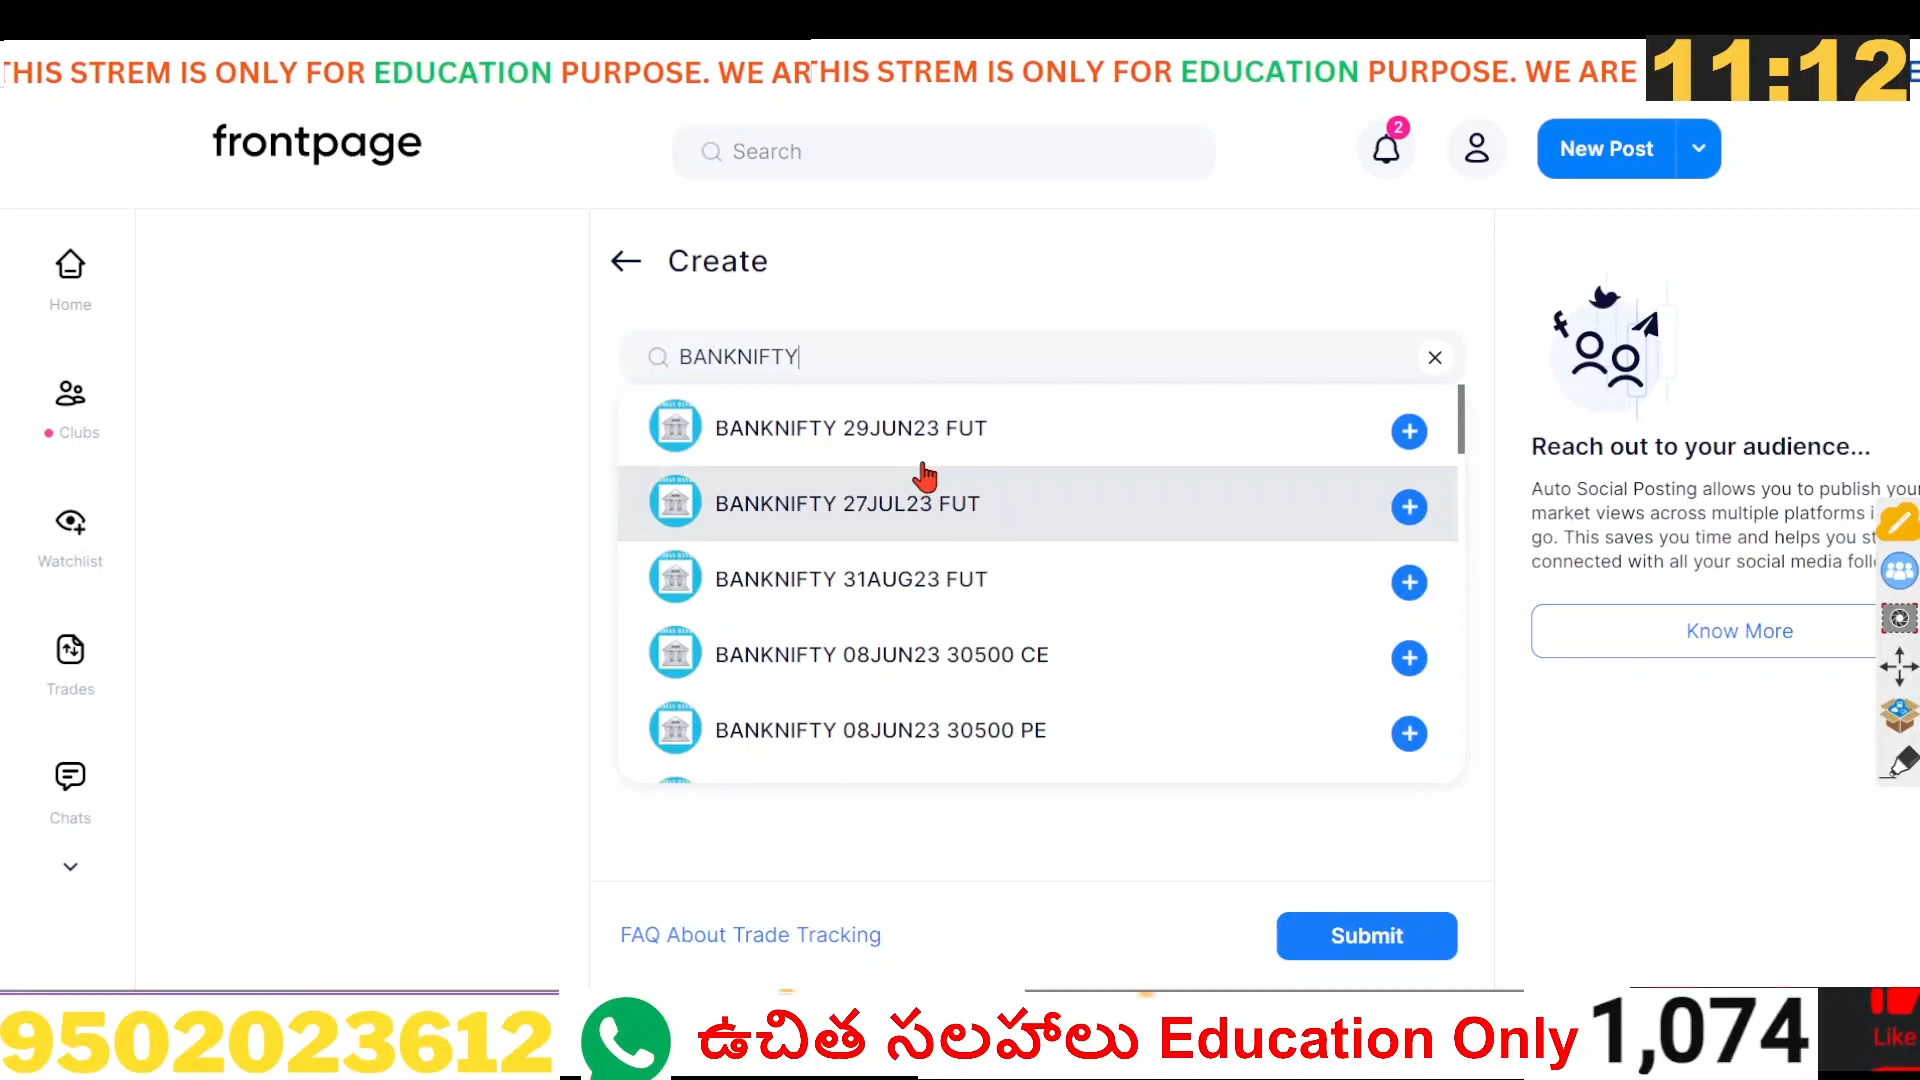 THIS STREM IS ONLY FOR EDUCATION PURPOSE. WE AR
THIS STREM IS ONLY FOR EDUCATION PURPOSE. WE ARE
11:12
frontpage
Search
2
New Post
Home
Clubs
Watchlist
Trades
Chats
Create
BANKNIFTY
BANKNIFTY 29JUN23 FUT
BANKNIFTY 27JUL23 FUT
BANKNIFTY 31AUG23 FUT
BANKNIFTY 08JUN23 30500 CE
BANKNIFTY 08JUN23 30500 PE
FAQ About Trade Tracking
Submit
Reach out to your audience...
Auto Social Posting allows you to publish your
market views across multiple platforms i
go. This saves you time and helps you st
connected with all your social media foll
Know More
9502023612
ఉచిత సలహాలు Education Only
1,074
Like